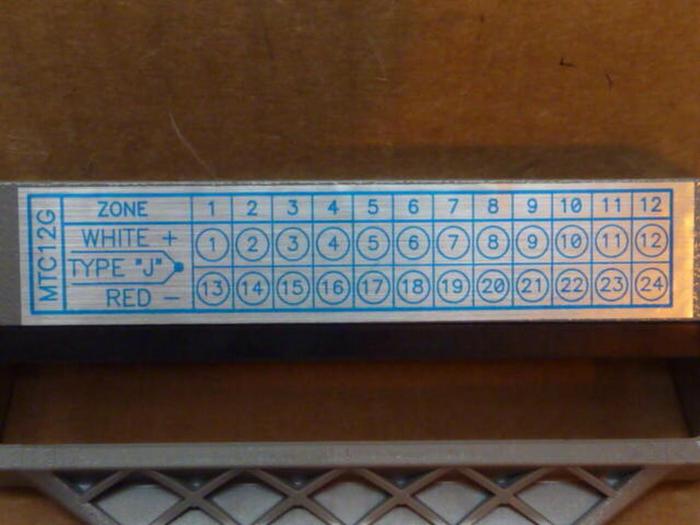 MTC12G
ZONE 1 2 3 4 5 6 7 8 9 10 11 12
WHITE + 1 2 3 4 5 6 7 8 9 10 11 12
TYPE "J"
RED - 13 14 15 16 17 18 19 20 21 22 23 24